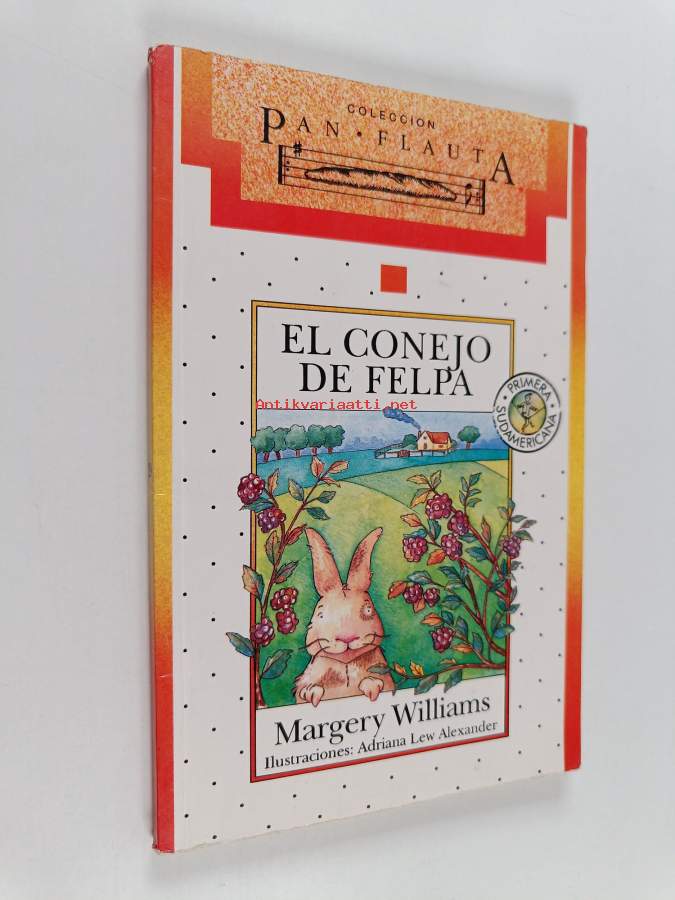 COLECCION
PAN • FLAUTA
EL CONEJO
DE FELPA
Antikvariaatti.net
• PRIMERA •
SUDAMERICANA
Margery Williams
Ilustraciones: Adriana Lew Alexander